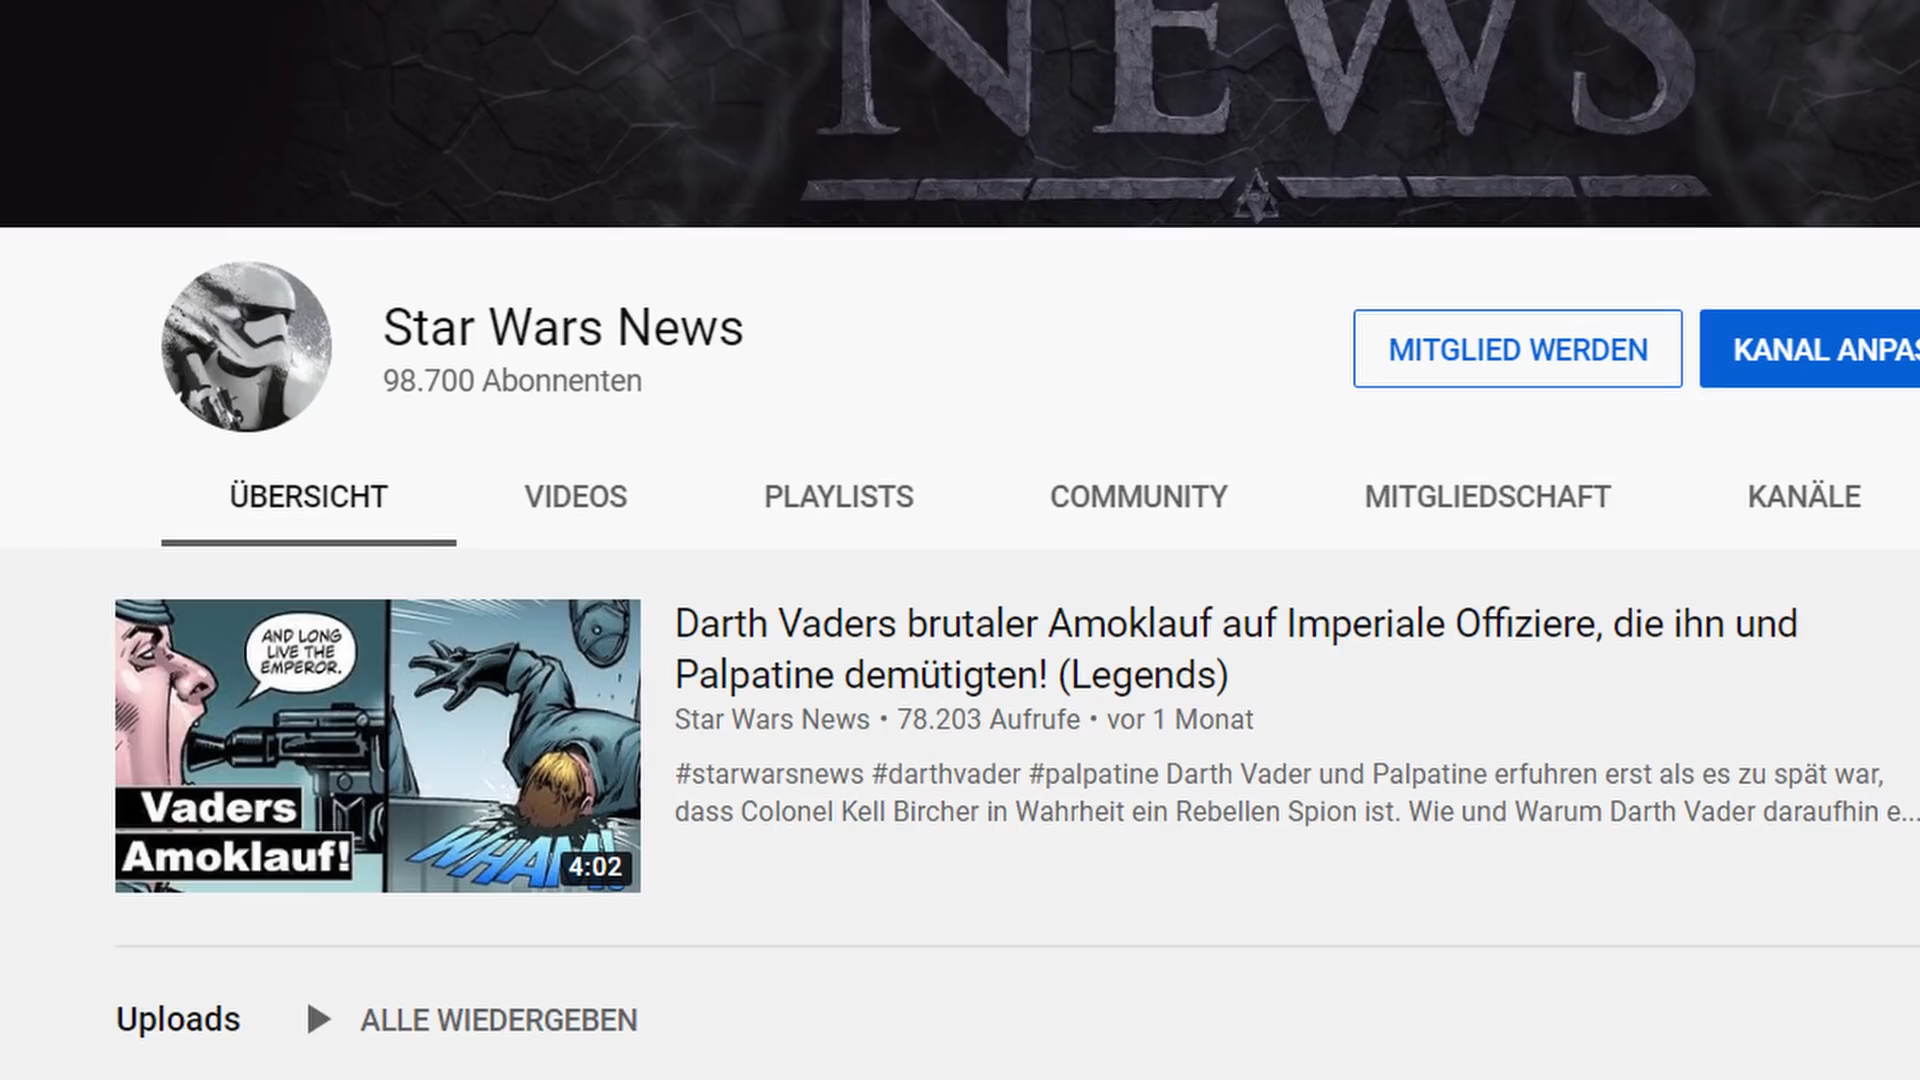 NEWS
Star Wars News
98.700 Abonnenten
MITGLIED WERDEN
KANAL ANPAS
ÜBERSICHT
VIDEOS
PLAYLISTS
COMMUNITY
MITGLIEDSCHAFT
KANÄLE
AND LONG
LIVE THE
EMPEROR.
Vaders
Amoklauf!
WHAM!!
4:02
Darth Vaders brutaler Amoklauf auf Imperiale Offiziere, die ihn und
Palpatine demütigten! (Legends)
Star Wars News • 78.203 Aufrufe • vor 1 Monat
#starwarsnews #darthvader #palpatine Darth Vader und Palpatine erfuhren erst als es zu spät war,
dass Colonel Kell Bircher in Wahrheit ein Rebellen Spion ist. Wie und Warum Darth Vader daraufhin e...
Uploads
ALLE WIEDERGEBEN